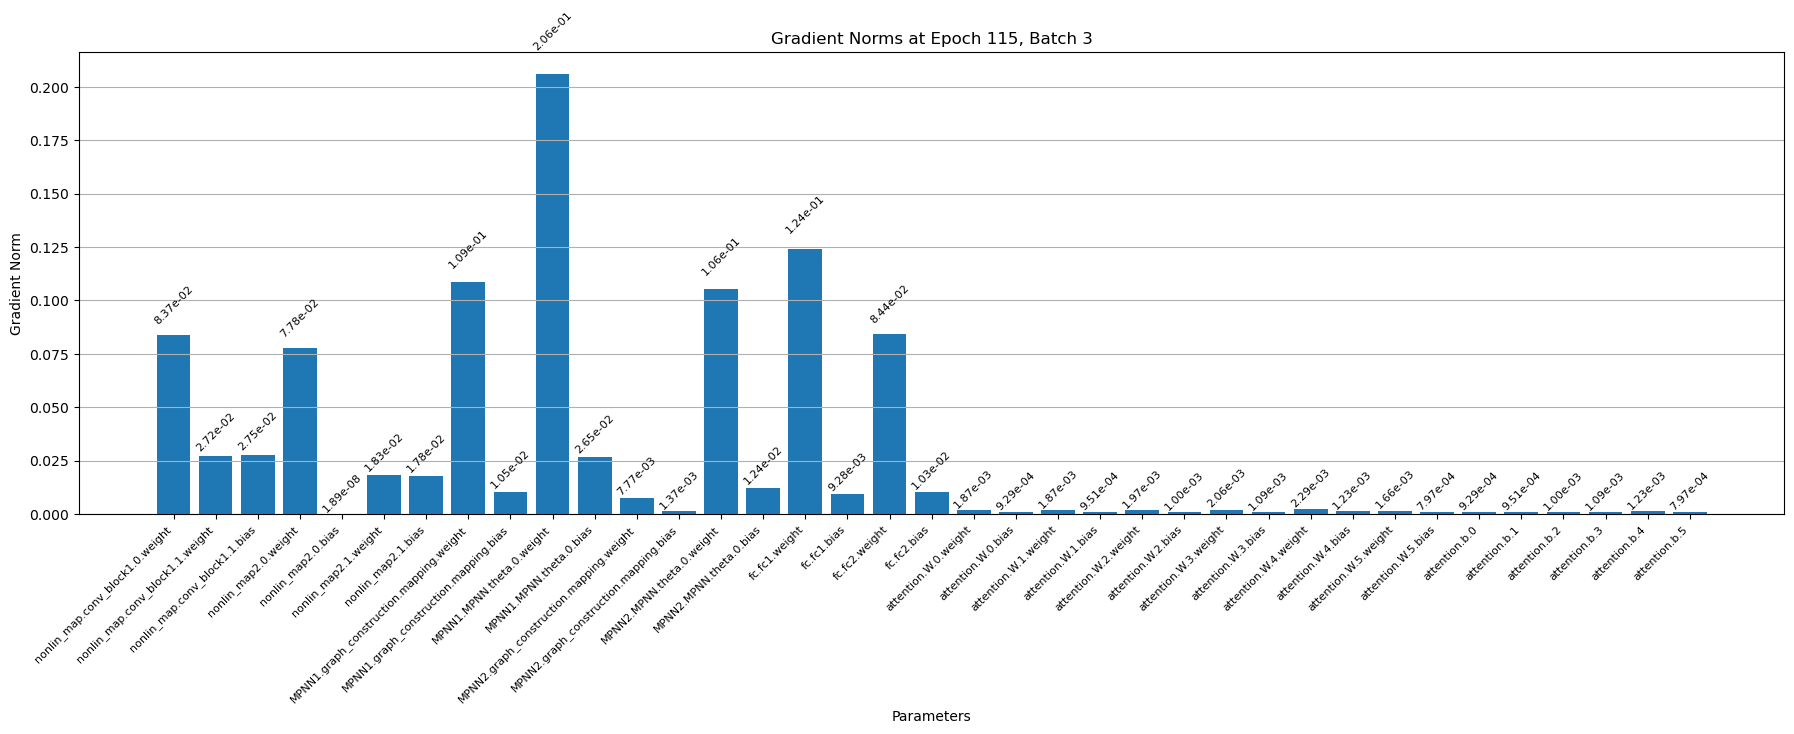 Gradient Norms at Epoch 115, Batch 3
Gradient Norm
0.200
0.175
0.150
0.125
0.100
0.075
0.050
0.025
0.000
8.37e-02
2.72e-02
2.75e-02
7.78e-02
1.89e-08
1.83e-02
1.78e-02
1.09e-01
1.05e-02
2.06e-01
2.65e-02
7.77e-03
1.37e-03
1.06e-01
1.24e-02
1.24e-01
9.28e-03
8.44e-02
1.03e-02
1.87e-03
9.29e-04
1.87e-03
9.51e-04
1.97e-03
1.00e-03
2.06e-03
1.09e-03
2.29e-03
1.23e-03
1.66e-03
7.97e-04
9.29e-04
9.51e-04
1.00e-03
1.09e-03
1.23e-03
7.97e-04
nonlin_map.conv_block1.0.weight
nonlin_map.conv_block1.1.weight
nonlin_map.conv_block1.1.bias
nonlin_map2.0.weight
nonlin_map2.0.bias
nonlin_map2.1.weight
nonlin_map2.1.bias
MPNN1.graph_construction.mapping.weight
MPNN1.graph_construction.mapping.bias
MPNN1.MPNN.theta.0.weight
MPNN1.MPNN.theta.0.bias
MPNN2.graph_construction.mapping.weight
MPNN2.graph_construction.mapping.bias
MPNN2.MPNN.theta.0.weight
MPNN2.MPNN.theta.0.bias
fc.fc1.weight
fc.fc1.bias
fc.fc2.weight
fc.fc2.bias
attention.W.0.weight
attention.W.0.bias
attention.W.1.weight
attention.W.1.bias
attention.W.2.weight
attention.W.2.bias
attention.W.3.weight
attention.W.3.bias
attention.W.4.weight
attention.W.4.bias
attention.W.5.weight
attention.W.5.bias
attention.b.0
attention.b.1
attention.b.2
attention.b.3
attention.b.4
attention.b.5
Parameters